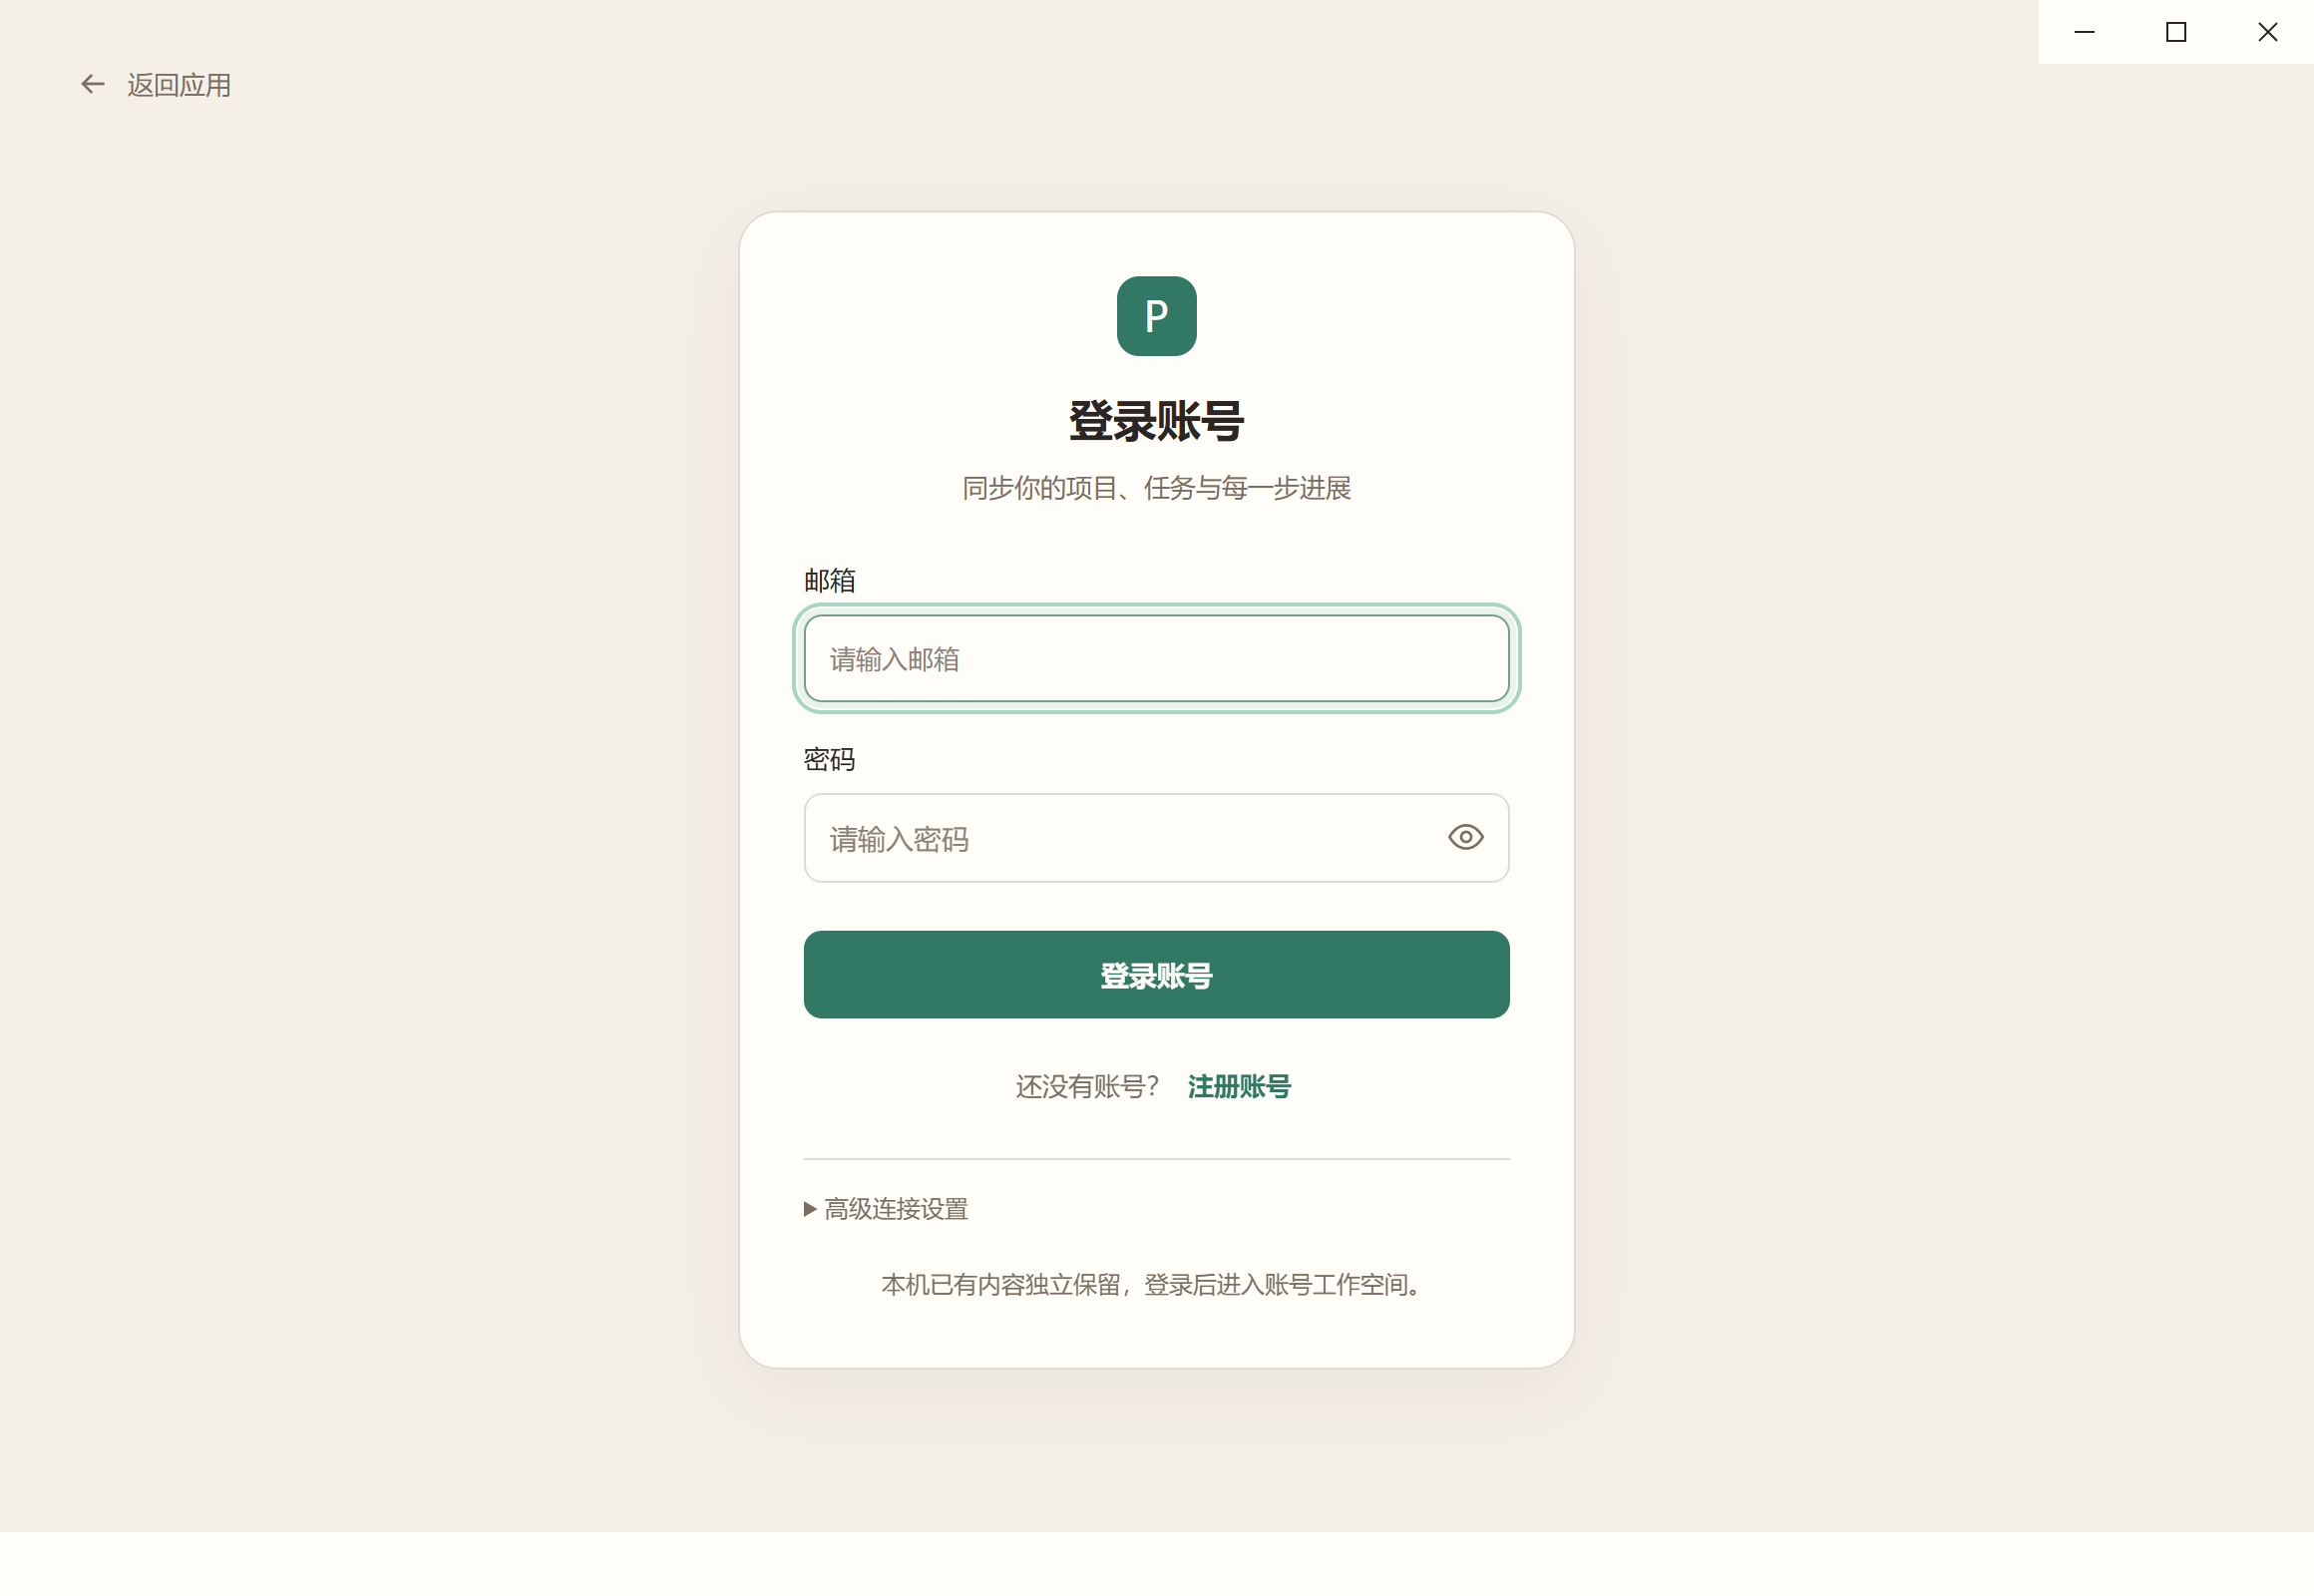 返回应用
P
登录账号
同步你的项目、任务与每一步进展
邮箱
请输入邮箱
密码
请输入密码
登录账号
还没有账号？ 注册账号
高级连接设置
本机已有内容独立保留，登录后进入账号工作空间。